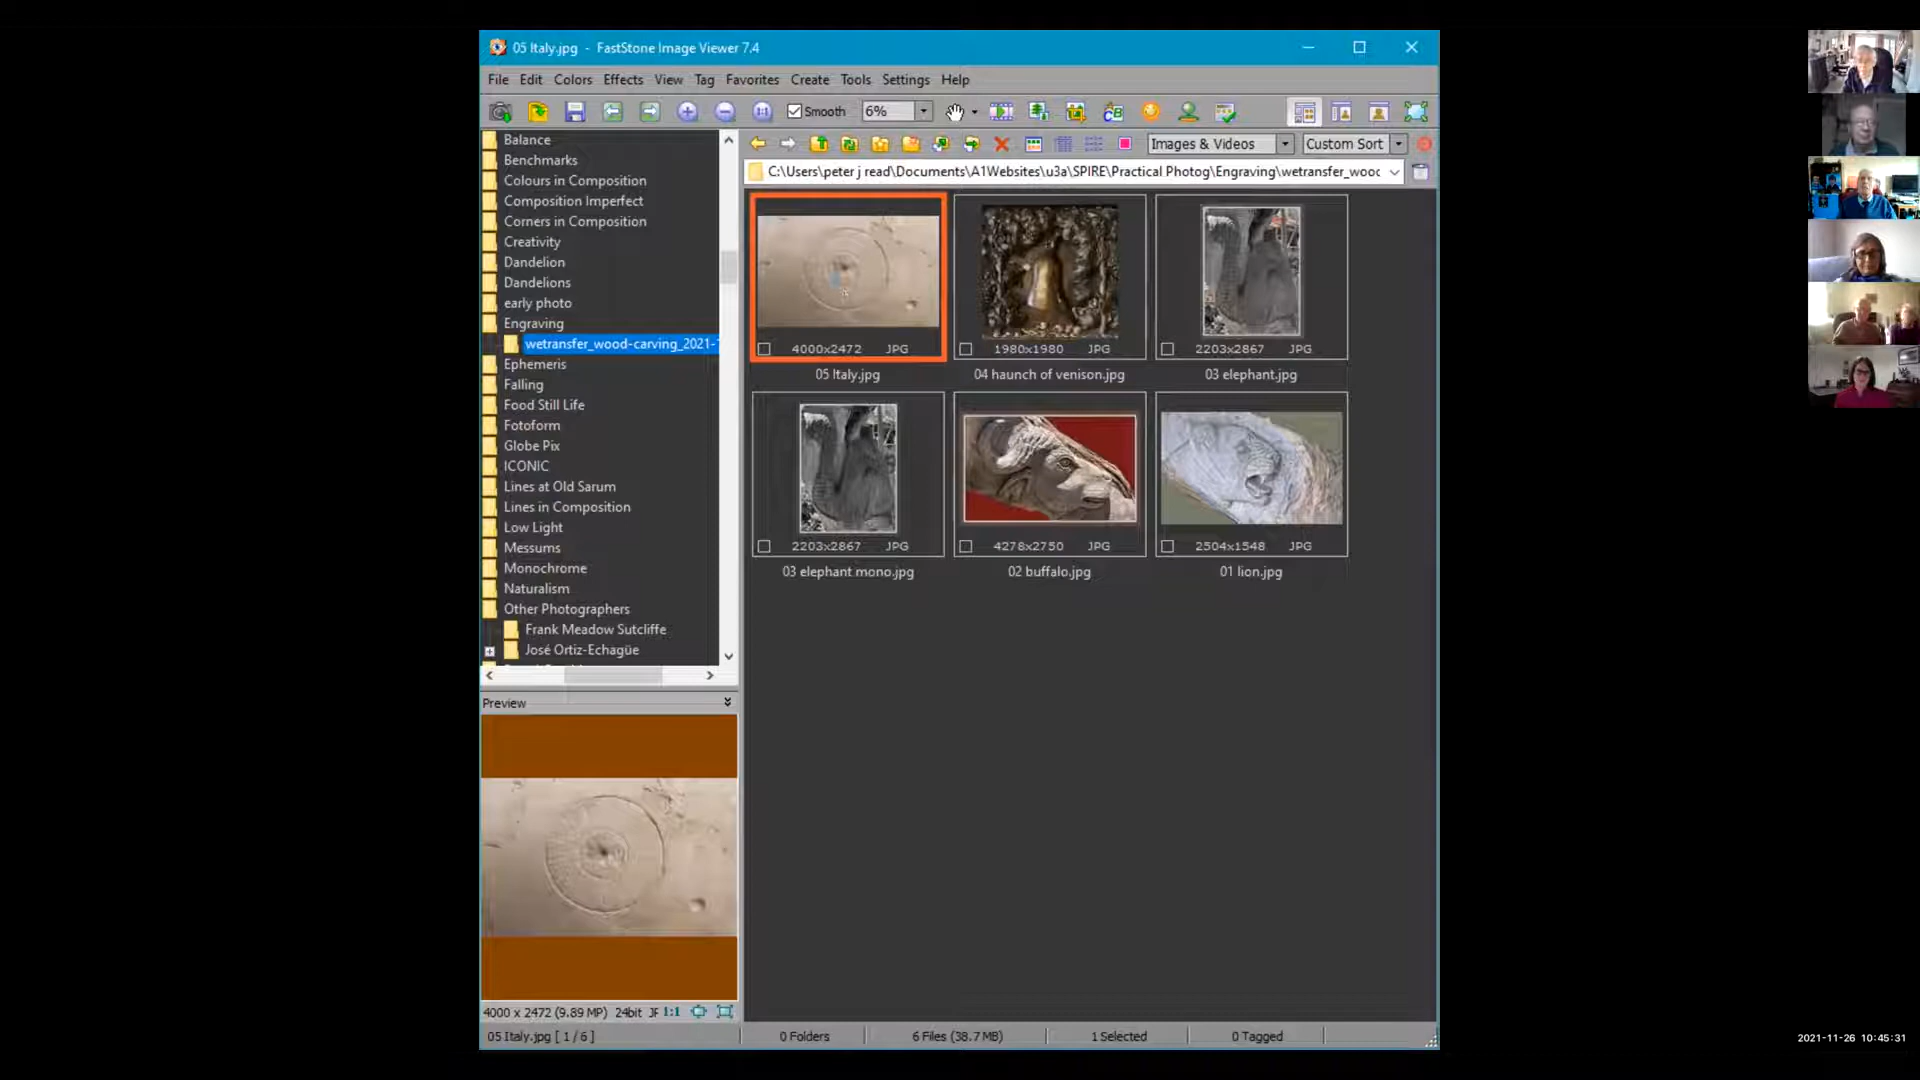 05 Italy.jpg - FastStone Image Viewer 7.4
File Edit Colors Effects View Tag Favorites Create Tools Settings Help
Smooth 6%
Images & Videos Custom Sort
C:\Users\peter j read\Documents\A1Websites\u3a\SPIRE\Practical Photog\Engraving\wetransfer_wooc
Balance
Benchmarks
Colours in Composition
Composition Imperfect
Corners in Composition
Creativity
Dandelion
Dandelions
early photo
Engraving
wetransfer_wood-carving_2021-
Ephemeris
Falling
Food Still Life
Fotoform
Globe Pix
ICONIC
Lines at Old Sarum
Lines in Composition
Low Light
Messums
Monochrome
Naturalism
Other Photographers
Frank Meadow Sutcliffe
José Ortiz-Echagüe
4000x2472 JPG
05 Italy.jpg
1980x1980 JPG
04 haunch of venison.jpg
2203x2867 JPG
03 elephant.jpg
2203x2867 JPG
03 elephant mono.jpg
4278x2750 JPG
02 buffalo.jpg
2504x1548 JPG
01 lion.jpg
Preview
4000 x 2472 (9.89 MP) 24bit JF 1:1
05 Italy.jpg [ 1 / 6 ] 0 Folders 6 Files (38.7 MB) 1 Selected 0 Tagged
2021-11-26 10:45:31